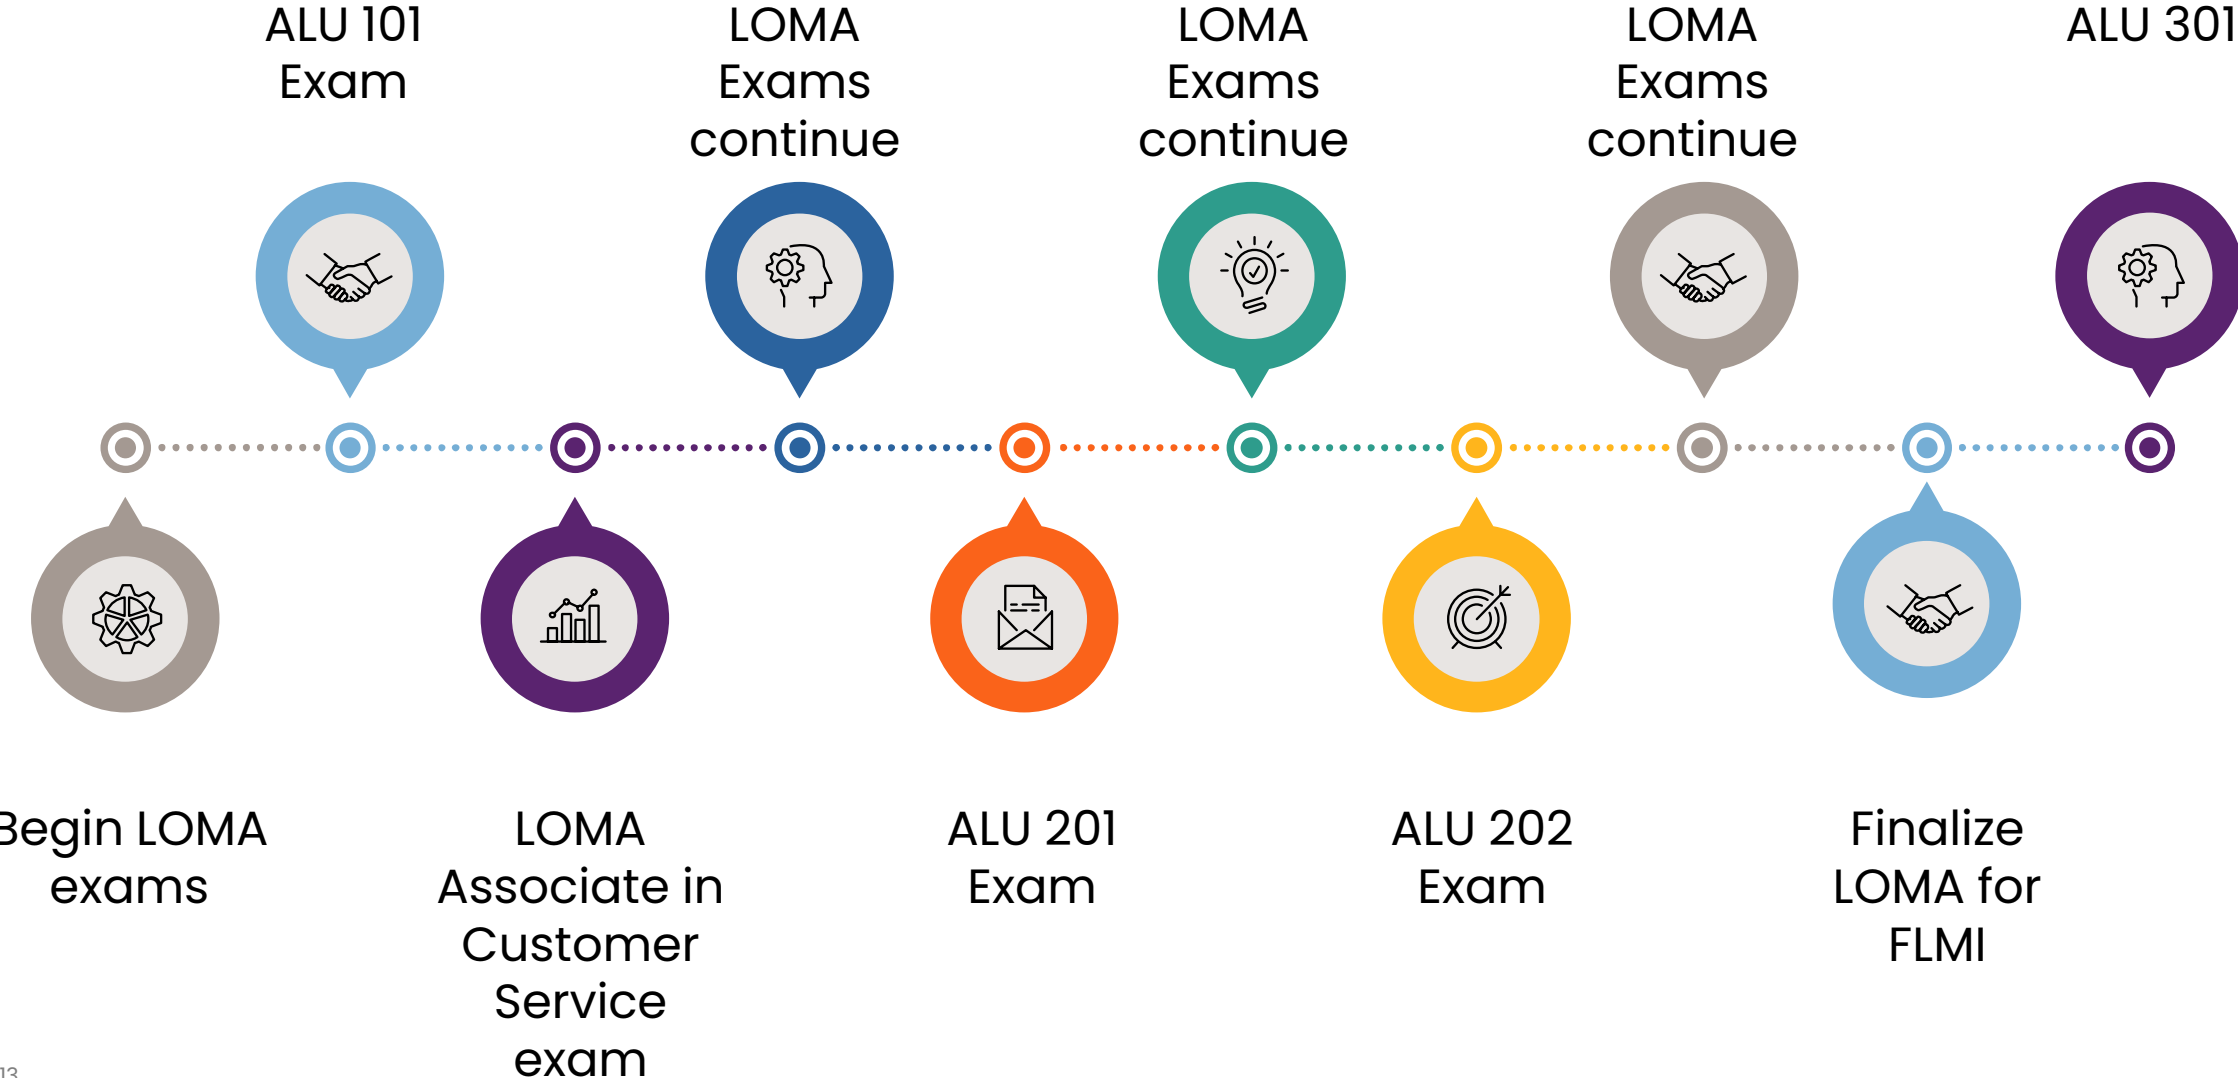 ALU 101
Exam
LOMA
Exams
continue
LOMA
Exams
continue
LOMA
Exams
continue
ALU 301
Begin LOMA
exams
LOMA
Associate in
Customer
Service
exam
ALU 201
Exam
ALU 202
Exam
Finalize
LOMA for
FLMI
13